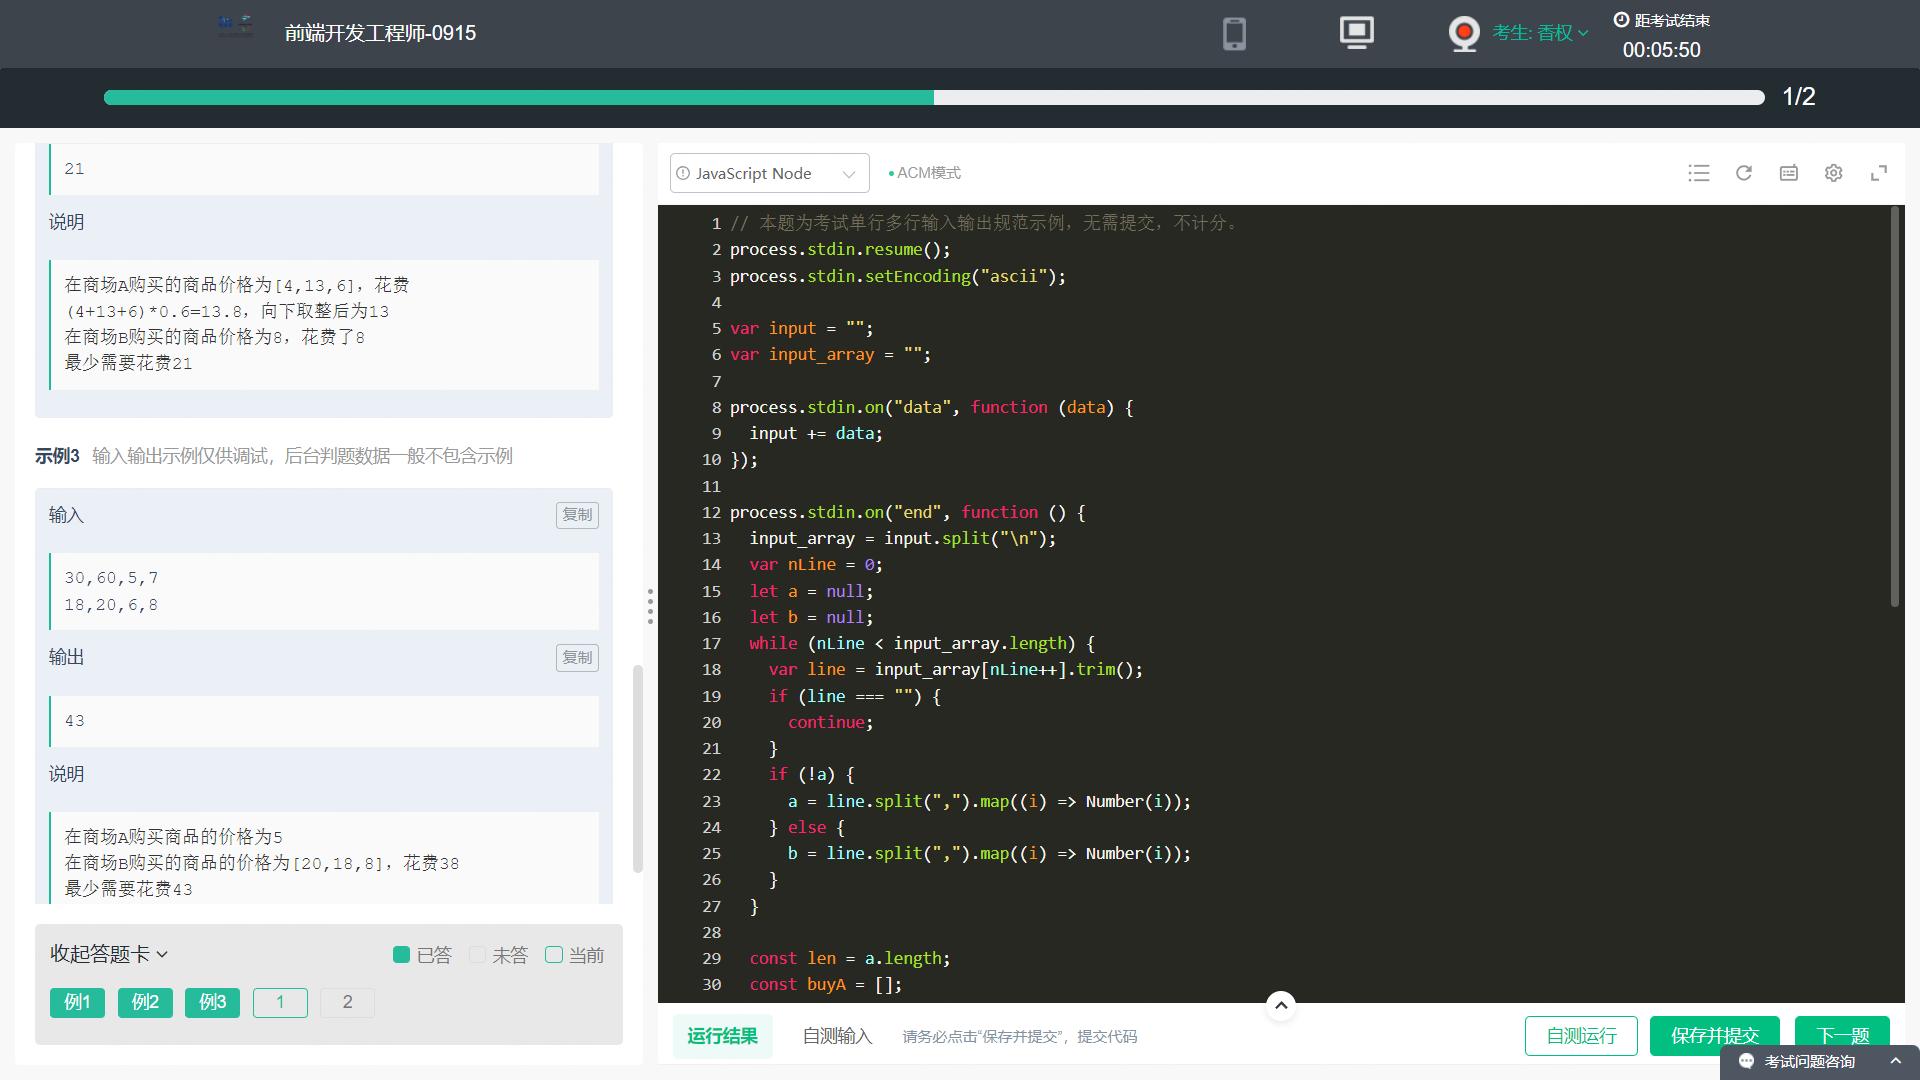 前端开发工程师-0915
考生: 香权
距考试结束
00:05:50
1/2
21
说明
在商场A购买的商品价格为[4,13,6]，花费
(4+13+6)*0.6=13.8，向下取整后为13
在商场B购买的商品价格为8，花费了8
最少需要花费21
示例3 输入输出示例仅供调试，后台判题数据一般不包含示例
输入
复制
30,60,5,7
18,20,6,8
输出
复制
43
说明
在商场A购买商品的价格为5
在商场B购买的商品的价格为[20,18,8]，花费38
最少需要花费43
收起答题卡
已答 未答 当前
例1 例2 例3 1 2
JavaScript Node
ACM模式
1 // 本题为考试单行多行输入输出规范示例，无需提交，不计分。
2 process.stdin.resume();
3 process.stdin.setEncoding("ascii");
4
5 var input = "";
6 var input_array = "";
7
8 process.stdin.on("data", function (data) {
9   input += data;
10 });
11
12 process.stdin.on("end", function () {
13   input_array = input.split("\n");
14   var nLine = 0;
15   let a = null;
16   let b = null;
17   while (nLine < input_array.length) {
18     var line = input_array[nLine++].trim();
19     if (line === "") {
20       continue;
21     }
22     if (!a) {
23       a = line.split(",").map((i) => Number(i));
24     } else {
25       b = line.split(",").map((i) => Number(i));
26     }
27   }
28
29   const len = a.length;
30   const buyA = [];
运行结果 自测输入 请务必点击“保存并提交”，提交代码
自测运行 保存并提交 下一题
考试问题咨询